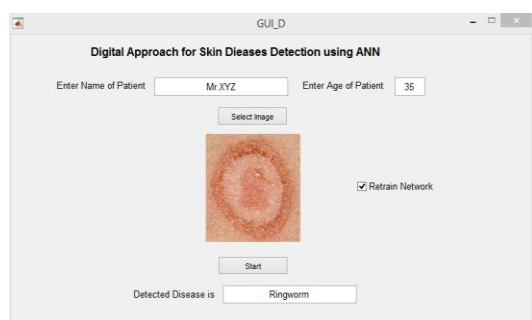 GUI_D
Digital Approach for Skin Dieases Detection using ANN
Enter Name of Patient Mr.XYZ Enter Age of Patient 35
Select Image
Retrain Network
Start
Detected Disease is Ringworm